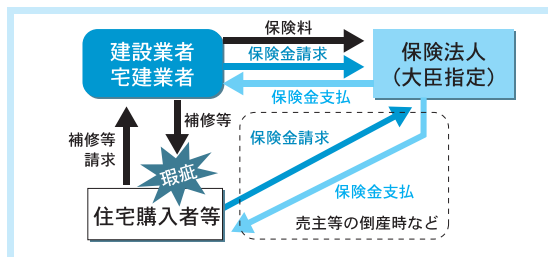 建設業者
宅建業者
保険料
保険金請求
保険金支払
保険法人
(大臣指定)
補修等
請求
補修等
瑕疵
住宅購入者等
保険金請求
保険金支払
売主等の倒産時など